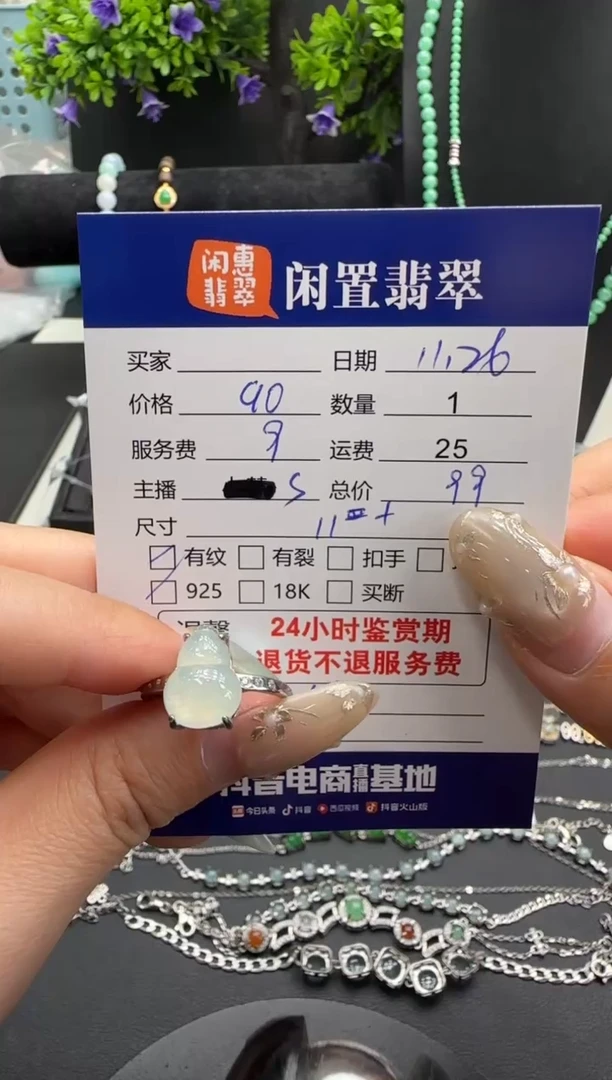 闲惠
翡翠
闲置翡翠
买家 日期 11.26
价格 90 数量 1
服务费 9 运费 25
主播 S 总价 99
尺寸 11
有纹 有裂 扣手
925 18K 买断
24小时鉴赏期
退货不退服务费
抖音电商直播基地
今日头条 抖音 西瓜视频 抖音火山版